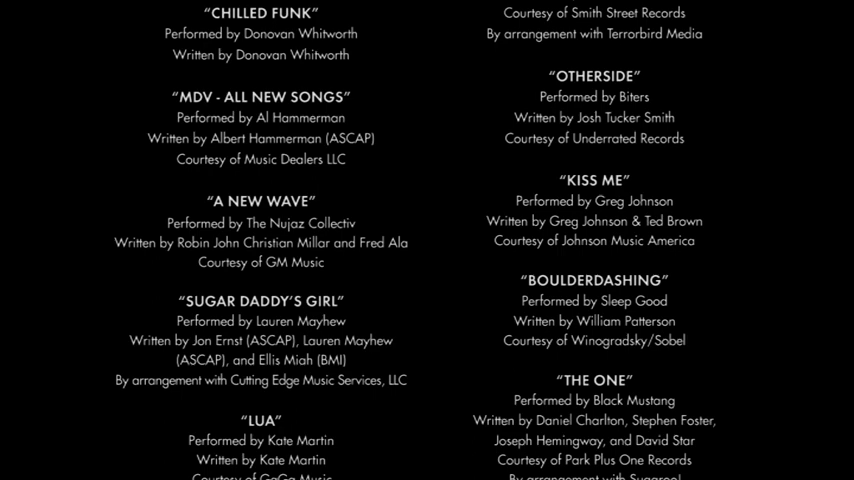 “CHILLED FUNK”
Performed by Donovan Whitworth
Written by Donovan Whitworth
“MDV - ALL NEW SONGS”
Performed by Al Hammerman
Written by Albert Hammerman (ASCAP)
Courtesy of Music Dealers LLC
“A NEW WAVE”
Performed by The Nujaz Collectiv
Written by Robin John Christian Millar and Fred Ala
Courtesy of GM Music
“SUGAR DADDY’S GIRL”
Performed by Lauren Mayhew
Written by Jon Ernst (ASCAP), Lauren Mayhew
(ASCAP), and Ellis Miah (BMI)
By arrangement with Cutting Edge Music Services, LLC
“LUA”
Performed by Kate Martin
Written by Kate Martin
Courtesy of GaGa Music
Courtesy of Smith Street Records
By arrangement with Terrorbird Media
“OTHERSIDE”
Performed by Biters
Written by Josh Tucker Smith
Courtesy of Underrated Records
“KISS ME”
Performed by Greg Johnson
Written by Greg Johnson & Ted Brown
Courtesy of Johnson Music America
“BOULDERDASHING”
Performed by Sleep Good
Written by William Patterson
Courtesy of Winogradsky/Sobel
“THE ONE”
Performed by Black Mustang
Written by Daniel Charlton, Stephen Foster,
Joseph Hemingway, and David Star
Courtesy of Park Plus One Records
By arrangement with Sugaroo!